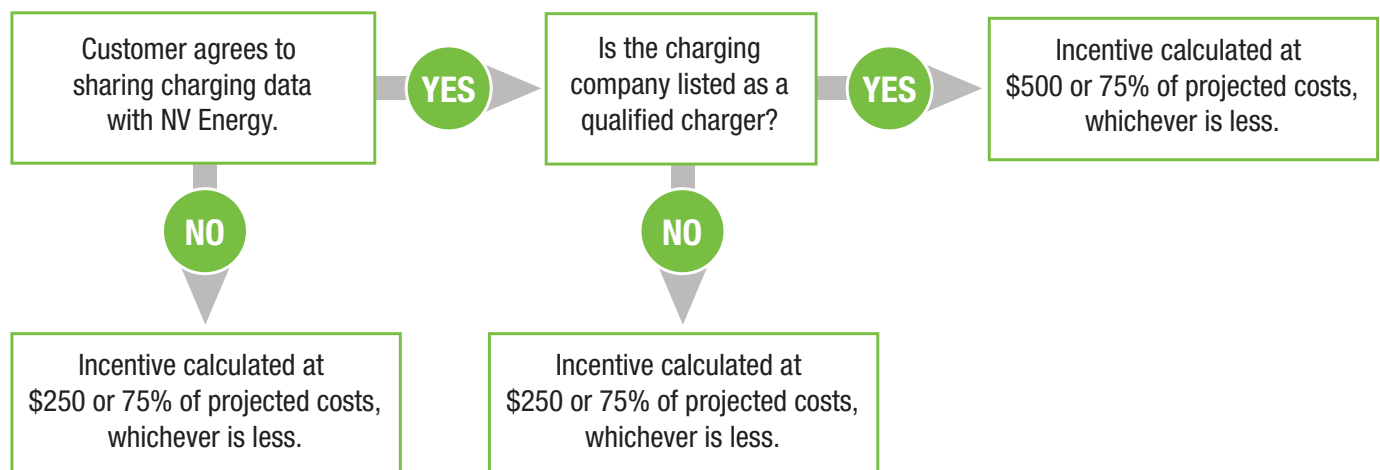 Customer agrees to
sharing charging data
with NV Energy.
YES
Is the charging
company listed as a
qualified charger?
YES
Incentive calculated at
$500 or 75% of projected costs,
whichever is less.
NO
NO
Incentive calculated at
$250 or 75% of projected costs,
whichever is less.
Incentive calculated at
$250 or 75% of projected costs,
whichever is less.